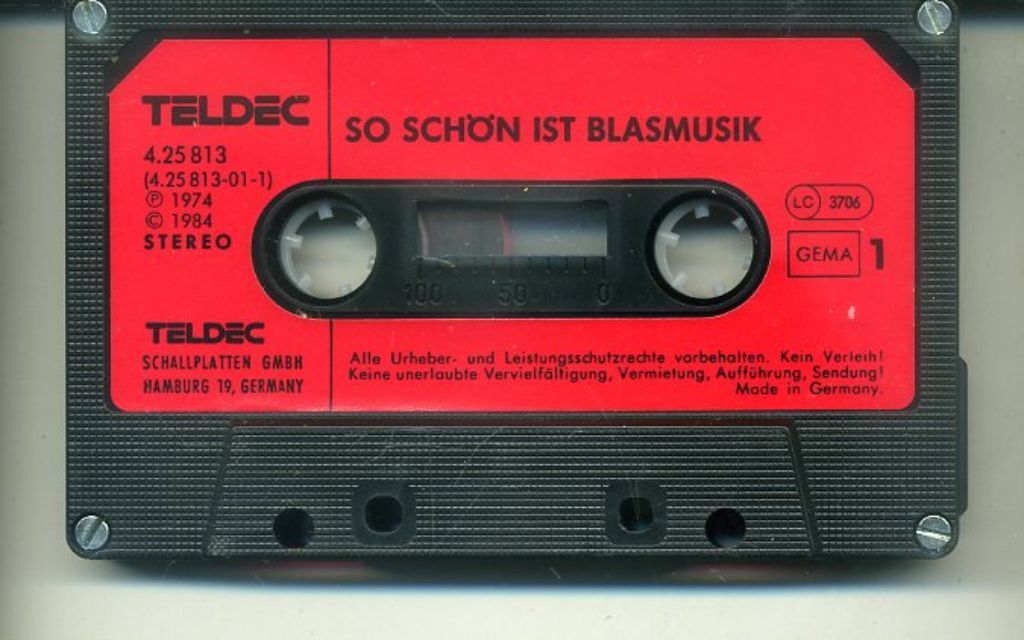 TELDEC
4.25 813
(4.25 813-01-1)
℗ 1974
© 1984
STEREO
SO SCHÖN IST BLASMUSIK
LC 3706
GEMA 1
100 50 0
TELDEC
SCHALLPLATTEN GMBH
HAMBURG 19, GERMANY
Alle Urheber- und Leistungsschutzrechte vorbehalten. Kein Verleih!
Keine unerlaubte Vervielfältigung, Vermietung, Aufführung, Sendung!
Made in Germany.